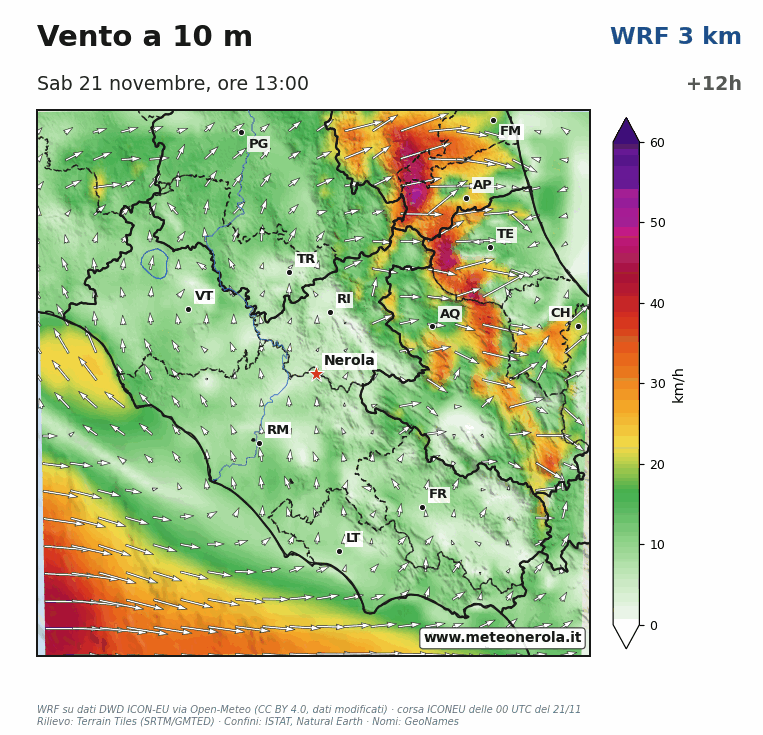 Vento a 10 m
WRF 3 km
Sab 21 novembre, ore 13:00
+12h
FM
PG
AP
TE
TR
VT
RI
AQ
CH
Nerola
RM
FR
LT
www.meteonerola.it
60
50
40
30
20
10
0
km/h
WRF su dati DWD ICON-EU via Open-Meteo (CC BY 4.0, dati modificati) · corsa ICONEU delle 00 UTC del 21/11
Rilievo: Terrain Tiles (SRTM/GMTED) · Confini: ISTAT, Natural Earth · Nomi: GeoNames